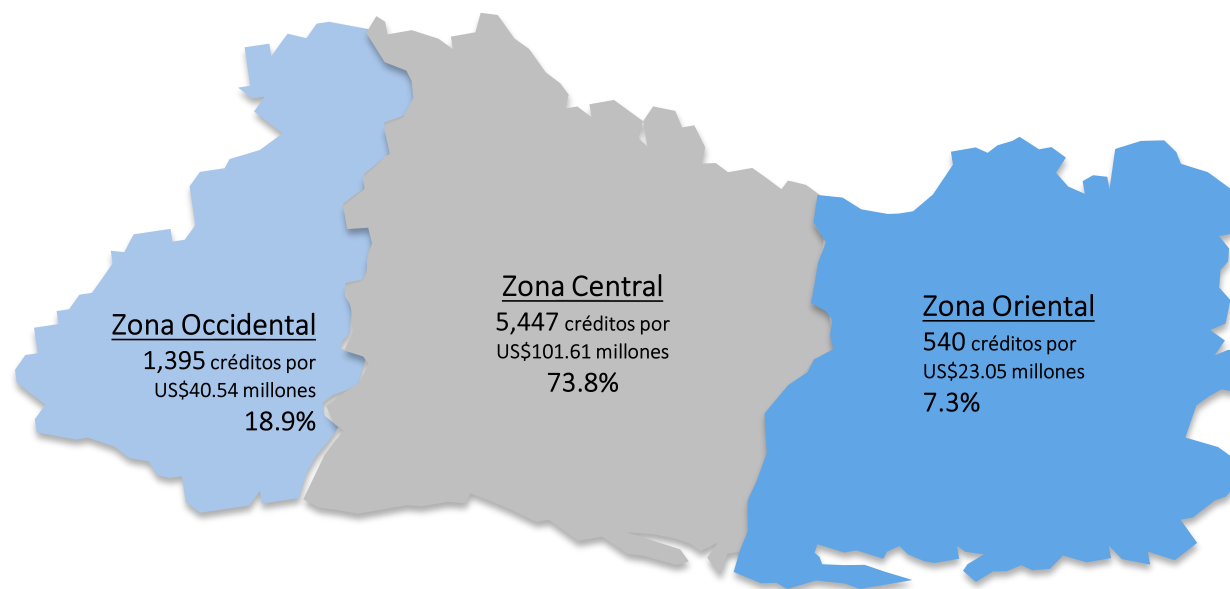 Zona Occidental
1,395 créditos por
US$40.54 millones
18.9%
Zona Central
5,447 créditos por
US$101.61 millones
73.8%
Zona Oriental
540 créditos por
US$23.05 millones
7.3%